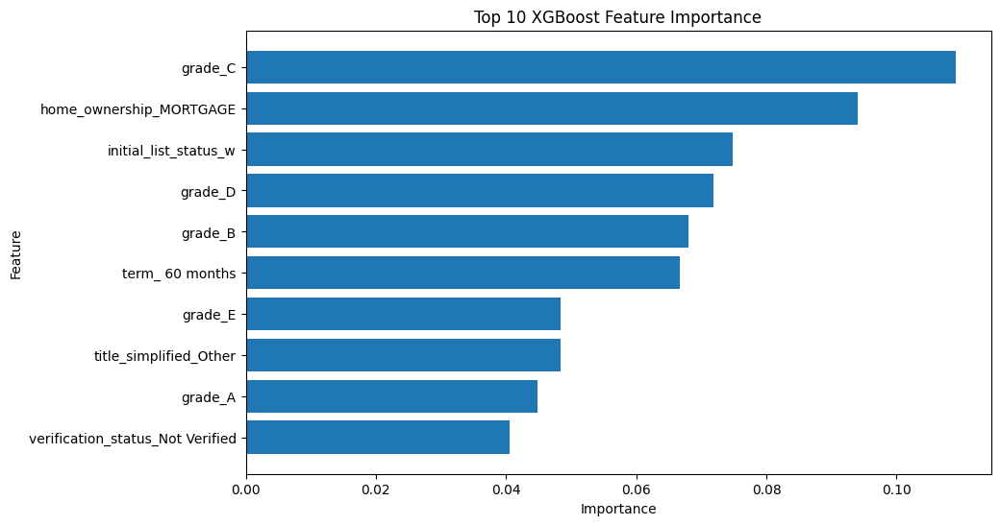 Top 10 XGBoost Feature Importance
Feature
grade_C
home_ownership_MORTGAGE
initial_list_status_w
grade_D
grade_B
term_ 60 months
grade_E
title_simplified_Other
grade_A
verification_status_Not Verified
0.00 0.02 0.04 0.06 0.08 0.10
Importance